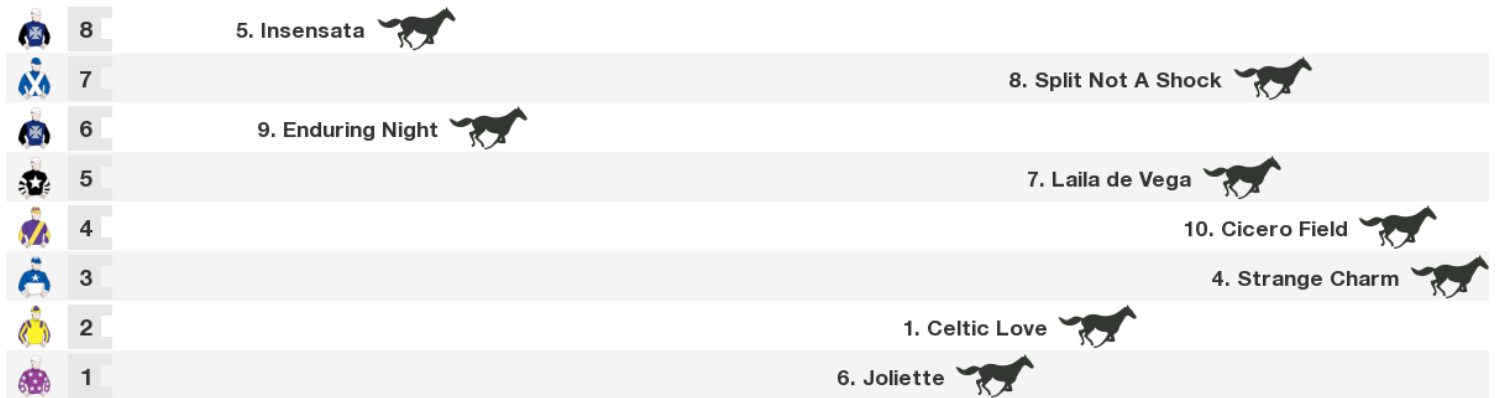 8 5. Insensata
7 8. Split Not A Shock
6 9. Enduring Night
5 7. Laila de Vega
4 10. Cicero Field
3 4. Strange Charm
2 1. Celtic Love
1 6. Joliette